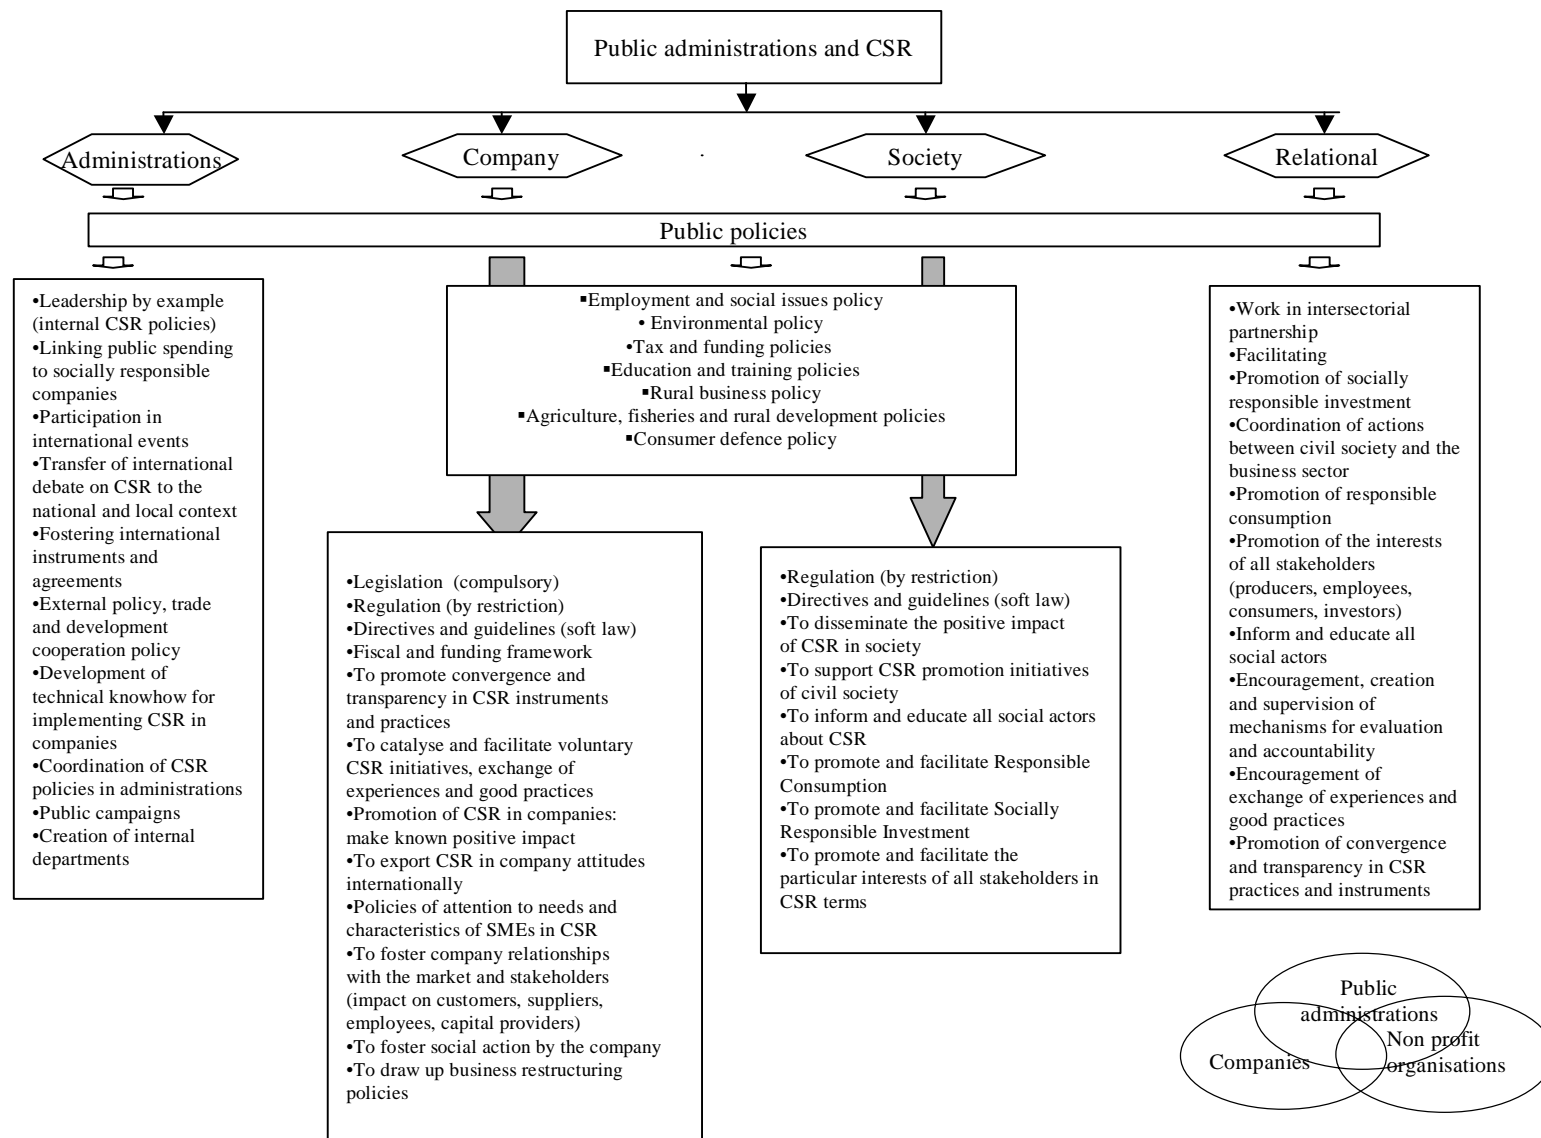 Public administrations and CSR
Administrations
Company
Society
Relational
Public policies
•Leadership by example
(internal CSR policies)
•Linking public spending
to socially responsible
companies
•Participation in
international events
•Transfer of international
debate on CSR to the
national and local context
•Fostering international
instruments and
agreements
•External policy, trade
and development
cooperation policy
•Development of
technical knowhow for
implementing CSR in
companies
•Coordination of CSR
policies in administrations
•Public campaigns
•Creation of internal
departments
▪Employment and social issues policy
• Environmental policy
•Tax and funding policies
▪Education and training policies
▪Rural business policy
▪Agriculture, fisheries and rural development policies
▪Consumer defence policy
•Legislation (compulsory)
•Regulation (by restriction)
•Directives and guidelines (soft law)
•Fiscal and funding framework
•To promote convergence and
transparency in CSR instruments
and practices
•To catalyse and facilitate voluntary
CSR initiatives, exchange of
experiences and good practices
•Promotion of CSR in companies:
make known positive impact
•To export CSR in company attitudes
internationally
•Policies of attention to needs and
characteristics of SMEs in CSR
•To foster company relationships
with the market and stakeholders
(impact on customers, suppliers,
employees, capital providers)
•To foster social action by the company
•To draw up business restructuring
policies
•Regulation (by restriction)
•Directives and guidelines (soft law)
•To disseminate the positive impact
of CSR in society
•To support CSR promotion initiatives
of civil society
•To inform and educate all social actors
about CSR
•To promote and facilitate Responsible
Consumption
•To promote and facilitate Socially
Responsible Investment
•To promote and facilitate the
particular interests of all stakeholders in
CSR terms
•Work in intersectorial
partnership
•Facilitating
•Promotion of socially
responsible investment
•Coordination of actions
between civil society and the
business sector
•Promotion of responsible
consumption
•Promotion of the interests
of all stakeholders
(producers, employees,
consumers, investors)
•Inform and educate all
social actors
•Encouragement, creation
and supervision of
mechanisms for evaluation
and accountability
•Encouragement of
exchange of experiences and
good practices
•Promotion of convergence
and transparency in CSR
practices and instruments
Public
administrations
Companies
Non profit
organisations